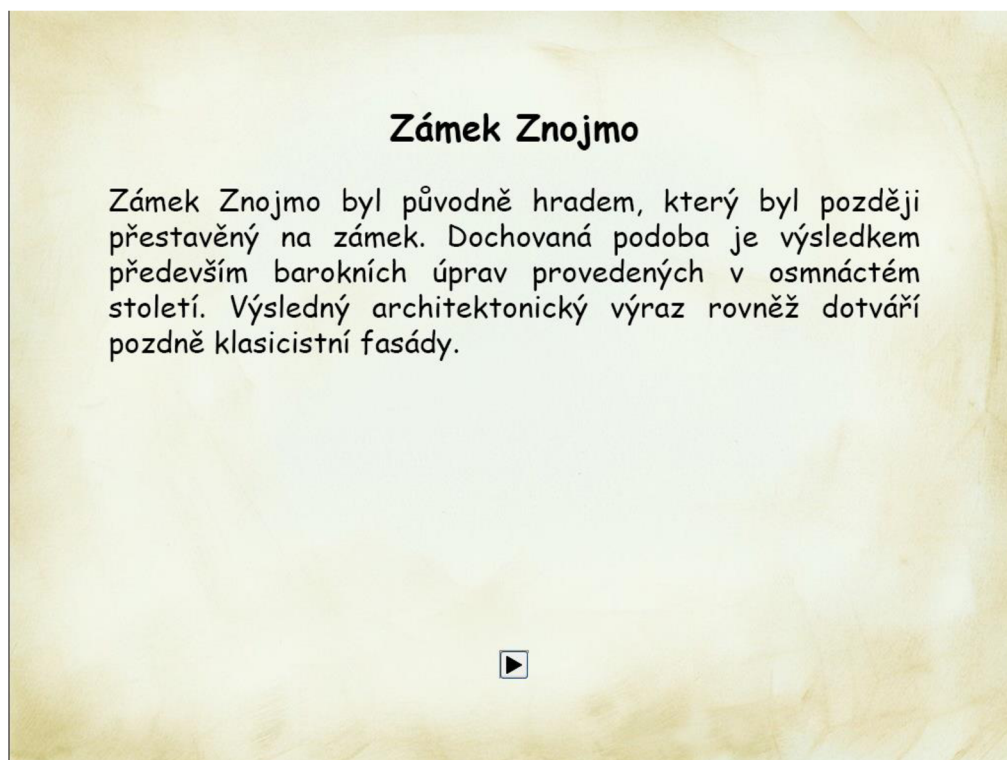 Zámek Znojmo
Zámek Znojmo byl původně hradem, který byl později
přestavěný na zámek. Dochovaná podoba je výsledkem
především barokních úprav provedených v osmnáctém
století. Výsledný architektonický výraz rovněž dotváří
pozdně klasicistní fasády.